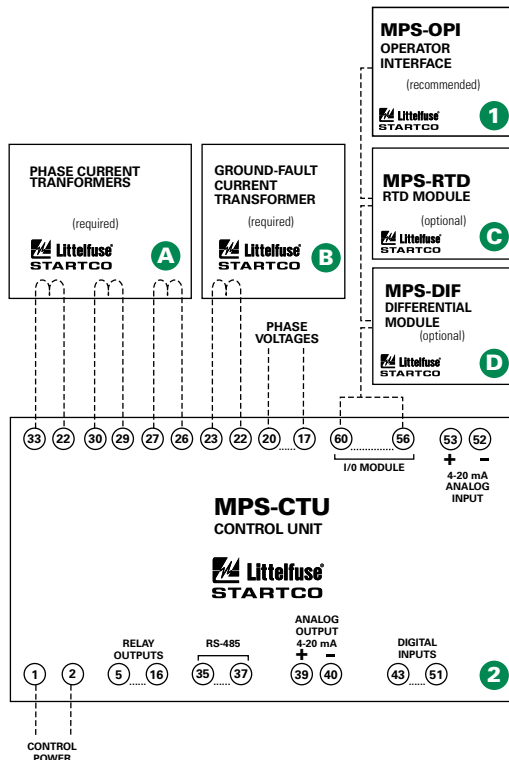 MPS-OPI
OPERATOR
INTERFACE
(recommended)
Littelfuse®
STARTCO
1
PHASE CURRENT
TRANFORMERS
(required)
Littelfuse®
STARTCO
A
GROUND-FAULT
CURRENT
TRANSFORMER
(required)
Littelfuse®
STARTCO
B
MPS-RTD
RTD MODULE
(optional)
Littelfuse®
STARTCO
C
MPS-DIF
DIFFERENTIAL
MODULE
(optional)
Littelfuse®
STARTCO
D
PHASE
VOLTAGES
33 22 30 29 27 26 23 22 20 ...... 17 60 ............ 56 53 52
I/0 MODULE
+ –
4-20 mA
ANALOG
INPUT
MPS-CTU
CONTROL UNIT
Littelfuse®
STARTCO
RELAY
OUTPUTS
RS-485
ANALOG
OUTPUT
4-20 mA
+ –
DIGITAL
INPUTS
1 2 5 ...... 16 35 ...... 37 39 40 43 ...... 51
2
CONTROL
POWER